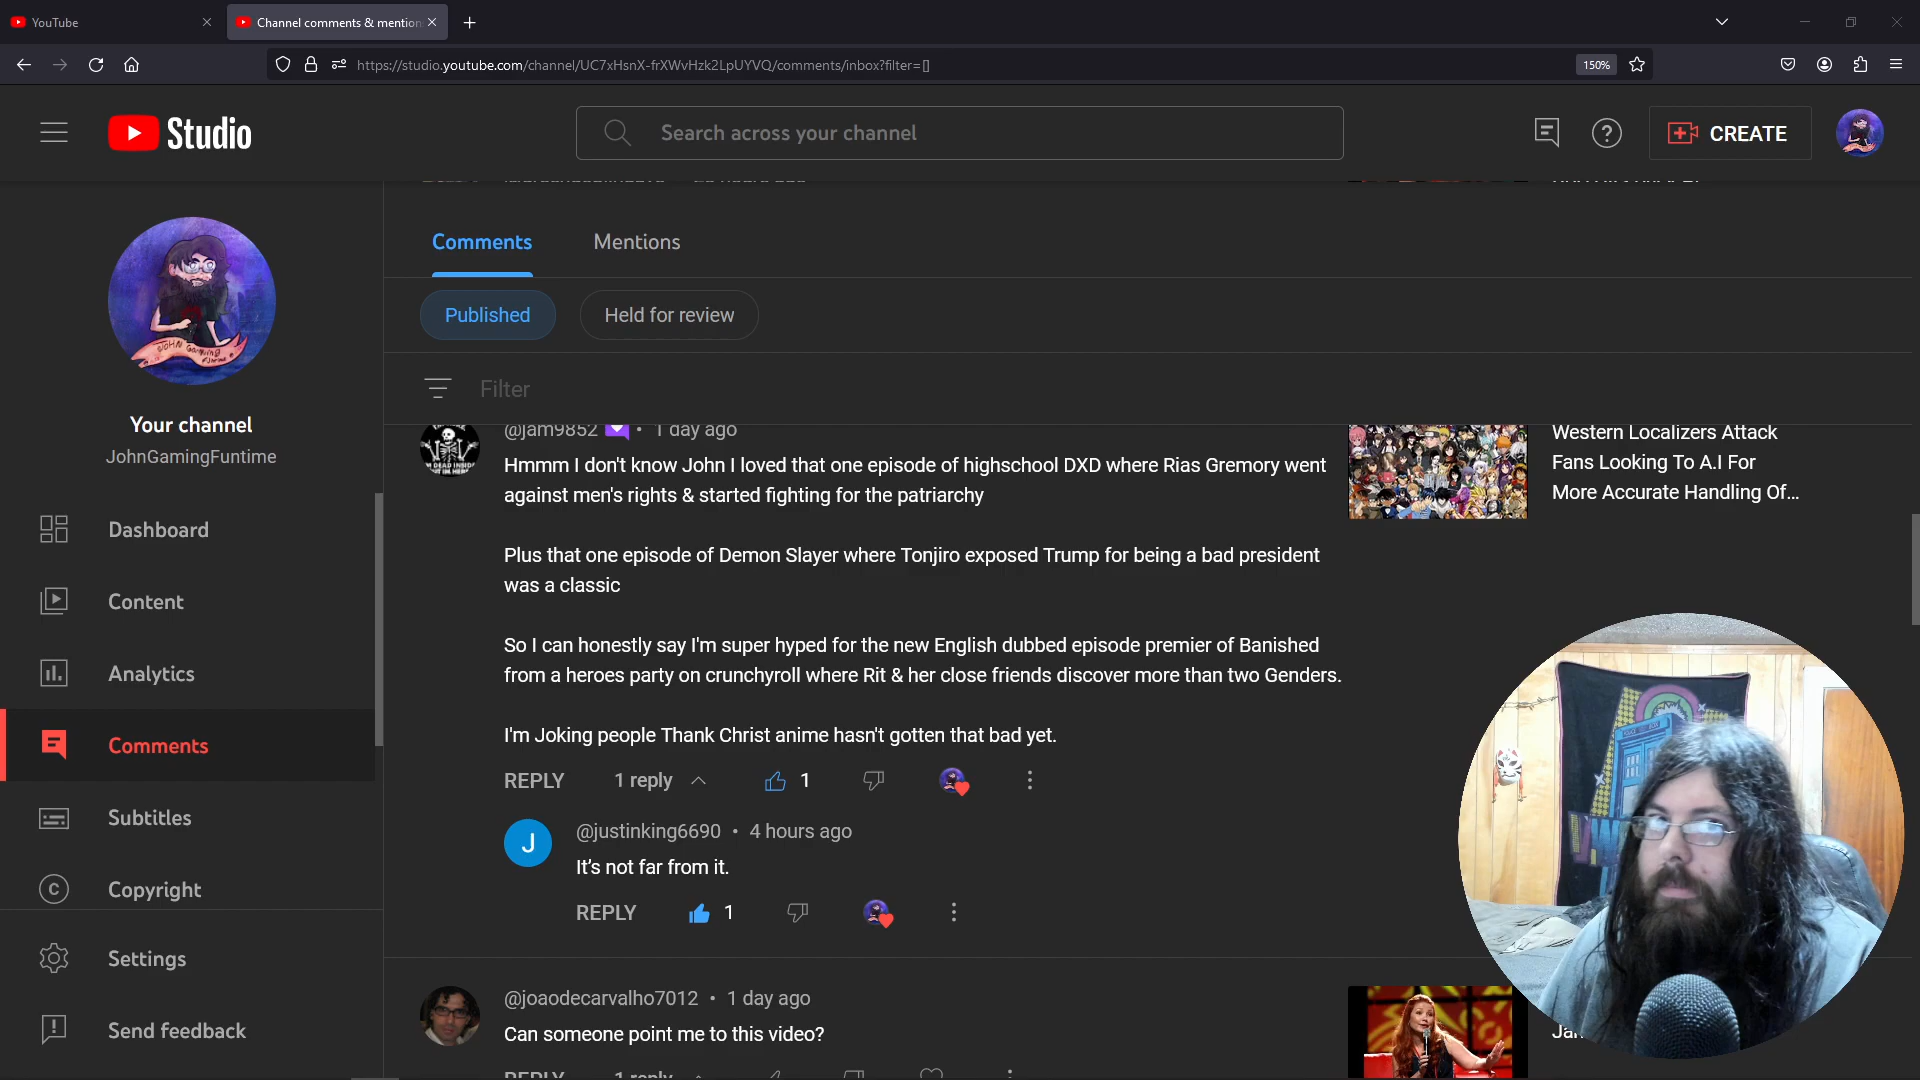 YouTube
Channel comments & mention
https://studio.youtube.com/channel/UC7xHsnX-frXWvHzk2LpUYVQ/comments/inbox?filter=[]
150%
Studio
Search across your channel
CREATE
Your channel
JohnGamingFuntime
Dashboard
Content
Analytics
Comments
Subtitles
Copyright
Settings
Send feedback
Comments
Mentions
Published
Held for review
Filter
@jam9852 • 1 day ago
Hmmm I don't know John I loved that one episode of highschool DXD where Rias Gremory went
against men's rights & started fighting for the patriarchy
Plus that one episode of Demon Slayer where Tonjiro exposed Trump for being a bad president
was a classic
So I can honestly say I'm super hyped for the new English dubbed episode premier of Banished
from a heroes party on crunchyroll where Rit & her close friends discover more than two Genders.
I'm Joking people Thank Christ anime hasn't gotten that bad yet.
REPLY 1 reply 1
Western Localizers Attack
Fans Looking To A.I For
More Accurate Handling Of...
J
@justinking6690 • 4 hours ago
It's not far from it.
REPLY 1
@joaodecarvalho7012 • 1 day ago
Can someone point me to this video?
REPLY 1 reply